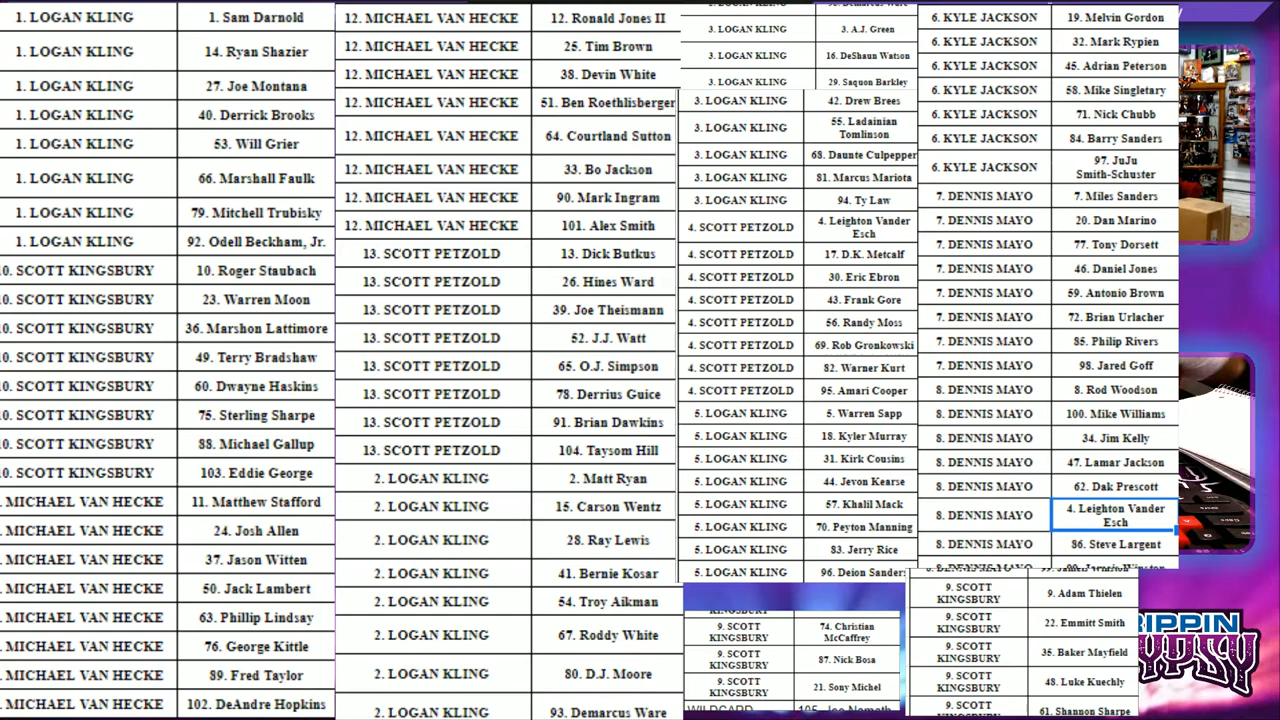 1. LOGAN KLING 1. Sam Darnold
1. LOGAN KLING 14. Ryan Shazier
1. LOGAN KLING 27. Joe Montana
1. LOGAN KLING 40. Derrick Brooks
1. LOGAN KLING 53. Will Grier
1. LOGAN KLING 66. Marshall Faulk
1. LOGAN KLING 79. Mitchell Trubisky
1. LOGAN KLING 92. Odell Beckham, Jr.
0. SCOTT KINGSBURY 10. Roger Staubach
0. SCOTT KINGSBURY 23. Warren Moon
0. SCOTT KINGSBURY 36. Marshon Lattimore
0. SCOTT KINGSBURY 49. Terry Bradshaw
0. SCOTT KINGSBURY 60. Dwayne Haskins
0. SCOTT KINGSBURY 75. Sterling Sharpe
0. SCOTT KINGSBURY 88. Michael Gallup
0. SCOTT KINGSBURY 103. Eddie George
. MICHAEL VAN HECKE 11. Matthew Stafford
. MICHAEL VAN HECKE 24. Josh Allen
. MICHAEL VAN HECKE 37. Jason Witten
. MICHAEL VAN HECKE 50. Jack Lambert
. MICHAEL VAN HECKE 63. Phillip Lindsay
. MICHAEL VAN HECKE 76. George Kittle
. MICHAEL VAN HECKE 89. Fred Taylor
. MICHAEL VAN HECKE 102. DeAndre Hopkins
12. MICHAEL VAN HECKE 12. Ronald Jones II
12. MICHAEL VAN HECKE 25. Tim Brown
12. MICHAEL VAN HECKE 38. Devin White
12. MICHAEL VAN HECKE 51. Ben Roethlisberger
12. MICHAEL VAN HECKE 64. Courtland Sutton
12. MICHAEL VAN HECKE 33. Bo Jackson
12. MICHAEL VAN HECKE 90. Mark Ingram
12. MICHAEL VAN HECKE 101. Alex Smith
13. SCOTT PETZOLD 13. Dick Butkus
13. SCOTT PETZOLD 26. Hines Ward
13. SCOTT PETZOLD 39. Joe Theismann
13. SCOTT PETZOLD 52. J.J. Watt
13. SCOTT PETZOLD 65. O.J. Simpson
13. SCOTT PETZOLD 78. Derrius Guice
13. SCOTT PETZOLD 91. Brian Dawkins
13. SCOTT PETZOLD 104. Taysom Hill
2. LOGAN KLING 2. Matt Ryan
2. LOGAN KLING 15. Carson Wentz
2. LOGAN KLING 28. Ray Lewis
2. LOGAN KLING 41. Bernie Kosar
2. LOGAN KLING 54. Troy Aikman
2. LOGAN KLING 67. Roddy White
2. LOGAN KLING 80. D.J. Moore
2. LOGAN KLING 93. Demarcus Ware
3. LOGAN KLING 3. A.J. Green
3. LOGAN KLING 16. DeShaun Watson
3. LOGAN KLING 29. Saquon Barkley
3. LOGAN KLING 42. Drew Brees
3. LOGAN KLING 55. Ladainian
Tomlinson
3. LOGAN KLING 68. Daunte Culpepper
3. LOGAN KLING 81. Marcus Mariota
3. LOGAN KLING 94. Ty Law
4. SCOTT PETZOLD 4. Leighton Vander
Esch
4. SCOTT PETZOLD 17. D.K. Metcalf
4. SCOTT PETZOLD 30. Eric Ebron
4. SCOTT PETZOLD 43. Frank Gore
4. SCOTT PETZOLD 56. Randy Moss
4. SCOTT PETZOLD 69. Rob Gronkowski
4. SCOTT PETZOLD 82. Warner Kurt
4. SCOTT PETZOLD 95. Amari Cooper
5. LOGAN KLING 5. Warren Sapp
5. LOGAN KLING 18. Kyler Murray
5. LOGAN KLING 31. Kirk Cousins
5. LOGAN KLING 44. Jevon Kearse
5. LOGAN KLING 57. Khalil Mack
5. LOGAN KLING 70. Peyton Manning
5. LOGAN KLING 83. Jerry Rice
5. LOGAN KLING 96. Deion Sanders
KINGSBURY
9. SCOTT
KINGSBURY 74. Christian
McCaffrey
9. SCOTT
KINGSBURY 87. Nick Bosa
9. SCOTT
KINGSBURY 21. Sony Michel
WILDCARD 105. Joe Nameth
6. KYLE JACKSON 19. Melvin Gordon
6. KYLE JACKSON 32. Mark Rypien
6. KYLE JACKSON 45. Adrian Peterson
6. KYLE JACKSON 58. Mike Singletary
6. KYLE JACKSON 71. Nick Chubb
6. KYLE JACKSON 84. Barry Sanders
6. KYLE JACKSON 97. JuJu
Smith-Schuster
7. DENNIS MAYO 7. Miles Sanders
7. DENNIS MAYO 20. Dan Marino
7. DENNIS MAYO 77. Tony Dorsett
7. DENNIS MAYO 46. Daniel Jones
7. DENNIS MAYO 59. Antonio Brown
7. DENNIS MAYO 72. Brian Urlacher
7. DENNIS MAYO 85. Philip Rivers
7. DENNIS MAYO 98. Jared Goff
8. DENNIS MAYO 8. Rod Woodson
8. DENNIS MAYO 100. Mike Williams
8. DENNIS MAYO 34. Jim Kelly
8. DENNIS MAYO 47. Lamar Jackson
8. DENNIS MAYO 62. Dak Prescott
8. DENNIS MAYO 4. Leighton Vander
Esch
8. DENNIS MAYO 86. Steve Largent
9. SCOTT
KINGSBURY 9. Adam Thielen
9. SCOTT
KINGSBURY 22. Emmitt Smith
9. SCOTT
KINGSBURY 35. Baker Mayfield
9. SCOTT
KINGSBURY 48. Luke Kuechly
9. SCOTT
KINGSBURY 61. Shannon Sharpe
RIPPIN
YPSY